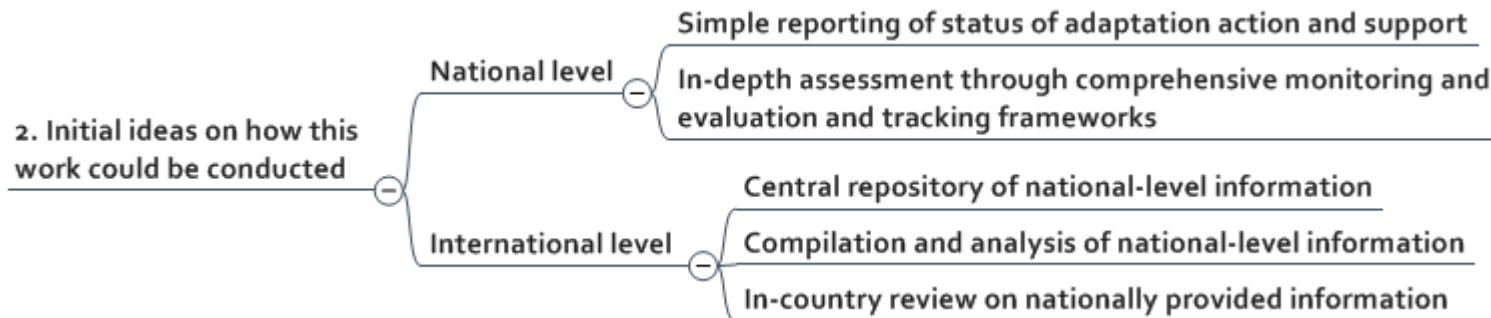 Simple reporting of status of adaptation action and support
National level
In-depth assessment through comprehensive monitoring and
evaluation and tracking frameworks
2. Initial ideas on how this
work could be conducted
Central repository of national-level information
International level
Compilation and analysis of national-level information
In-country review on nationally provided information